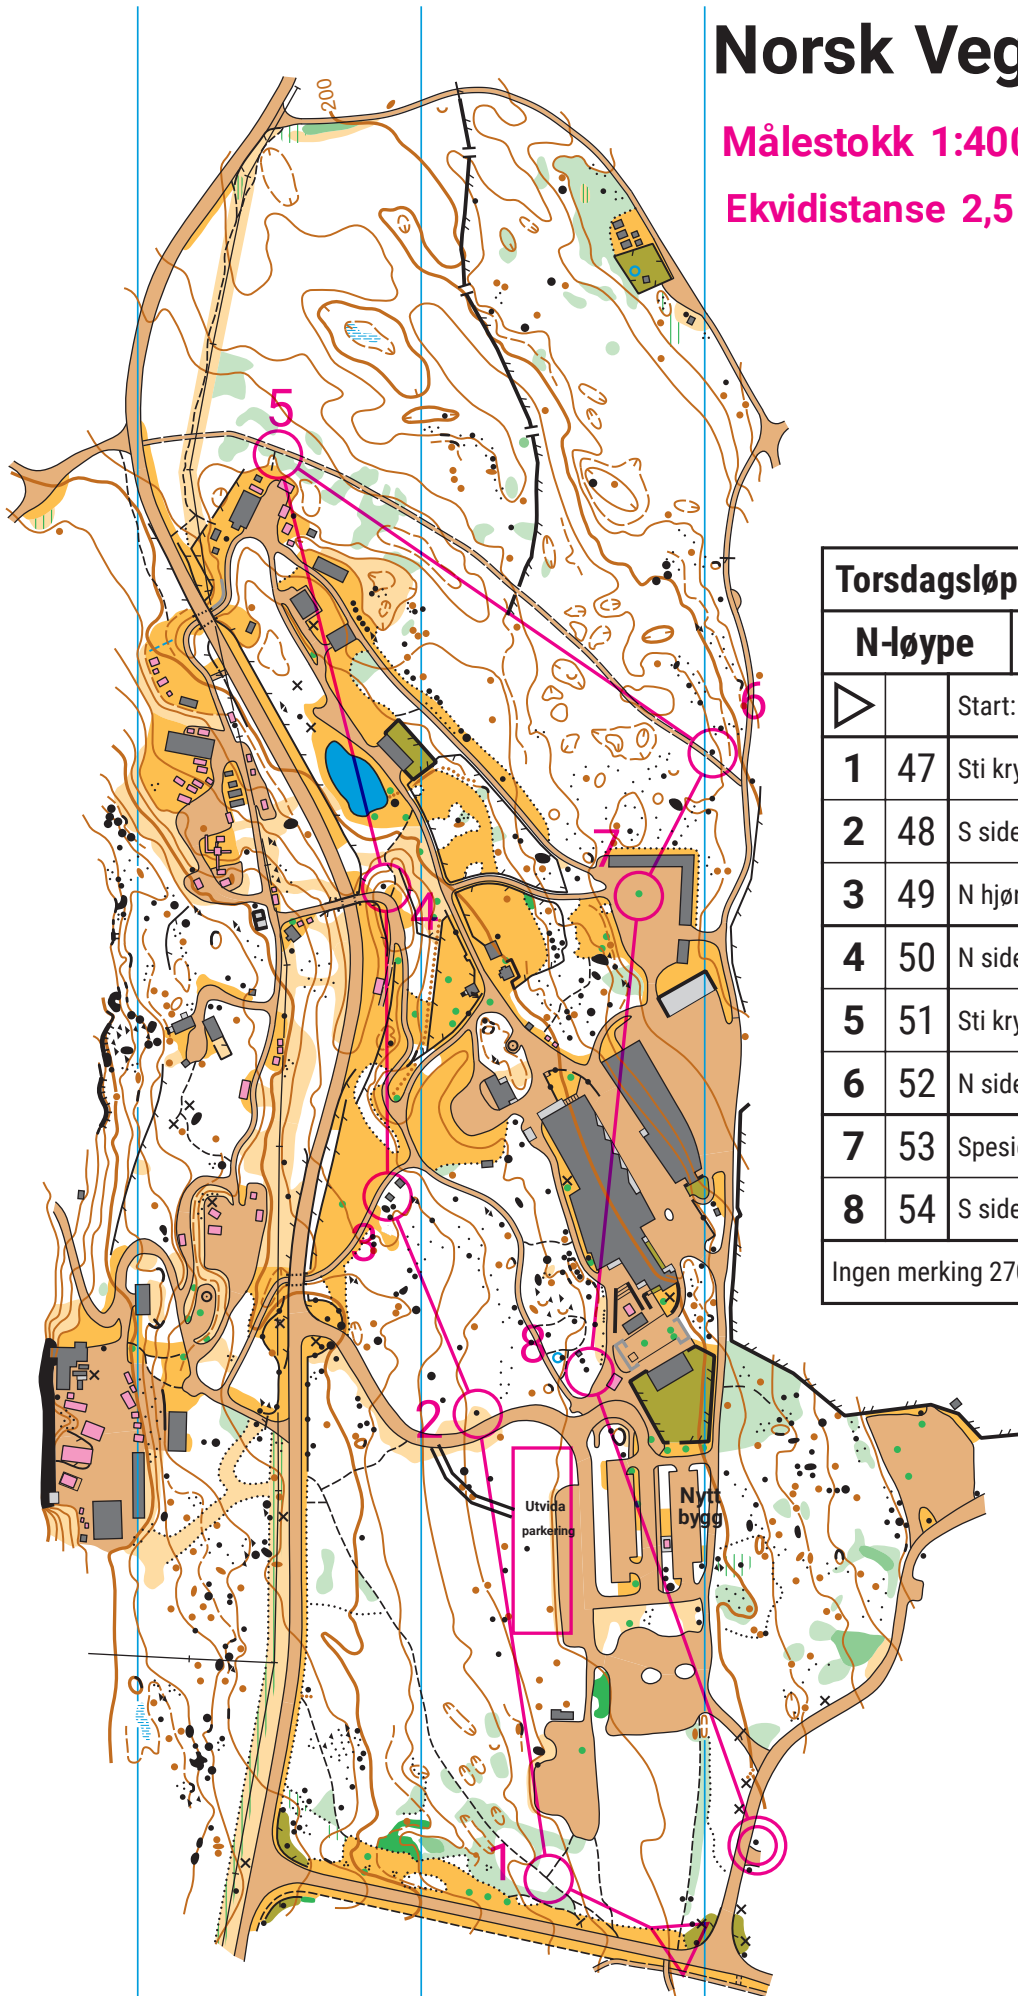 Norsk Veg
Målestokk 1:400
Ekvidistanse 2,5
200
5
6
7
4
3
8
2
1
Utvida
parkering
Nytt
bygg
Torsdagsløp
N-løype
Start:
1 47 Sti kry
2 48 S side
3 49 N hjør
4 50 N side
5 51 Sti kry
6 52 N side
7 53 Spesi
8 54 S side
Ingen merking 270